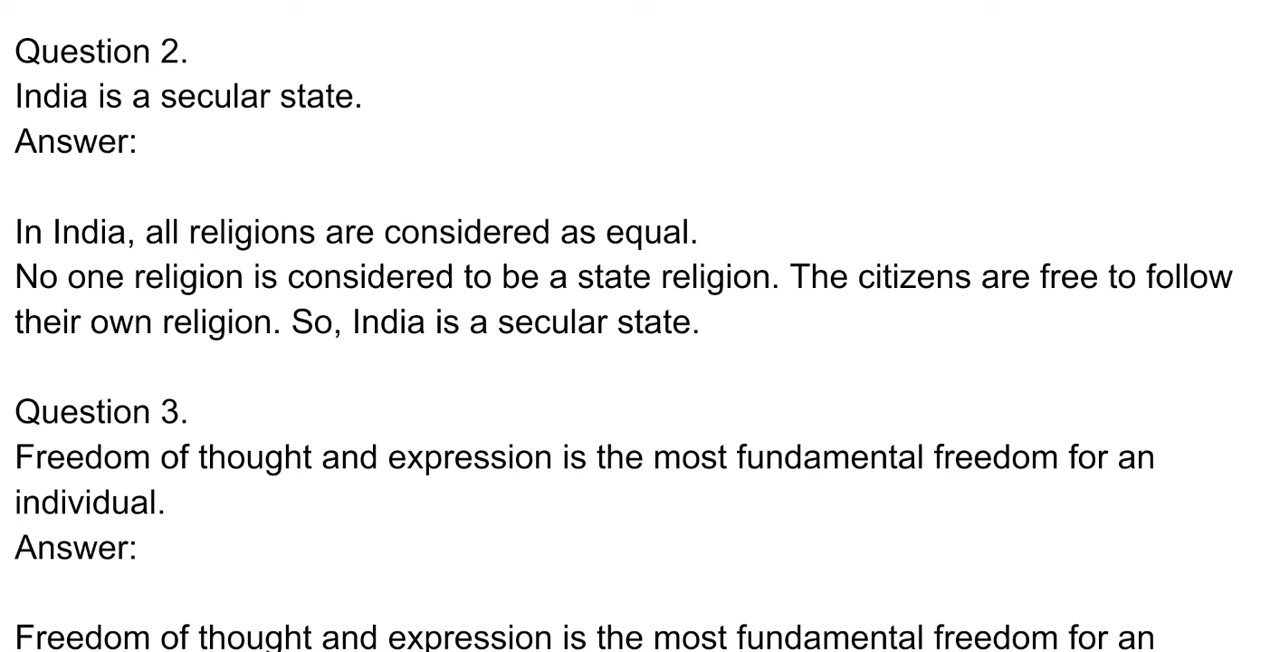 Question 2.
India is a secular state.
Answer:
In India, all religions are considered as equal.
No one religion is considered to be a state religion. The citizens are free to follow
their own religion. So, India is a secular state.
Question 3.
Freedom of thought and expression is the most fundamental freedom for an
individual.
Answer:
Freedom of thought and expression is the most fundamental freedom for an